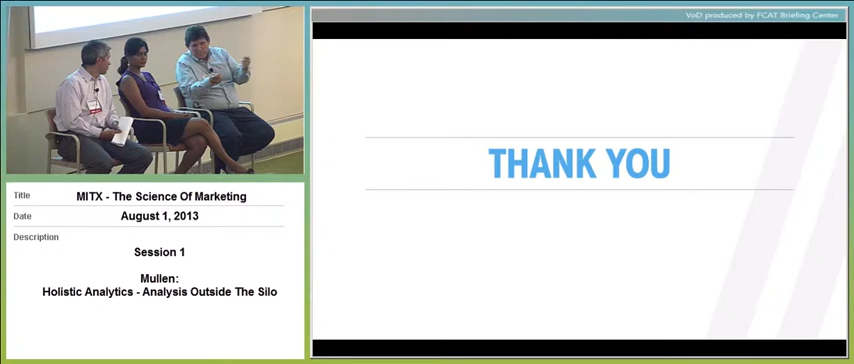 VoD produced by FCAT Briefing Center
THANK YOU
Title MITX - The Science Of Marketing
Date August 1, 2013
Description
Session 1
Mullen:
Holistic Analytics - Analysis Outside The Silo